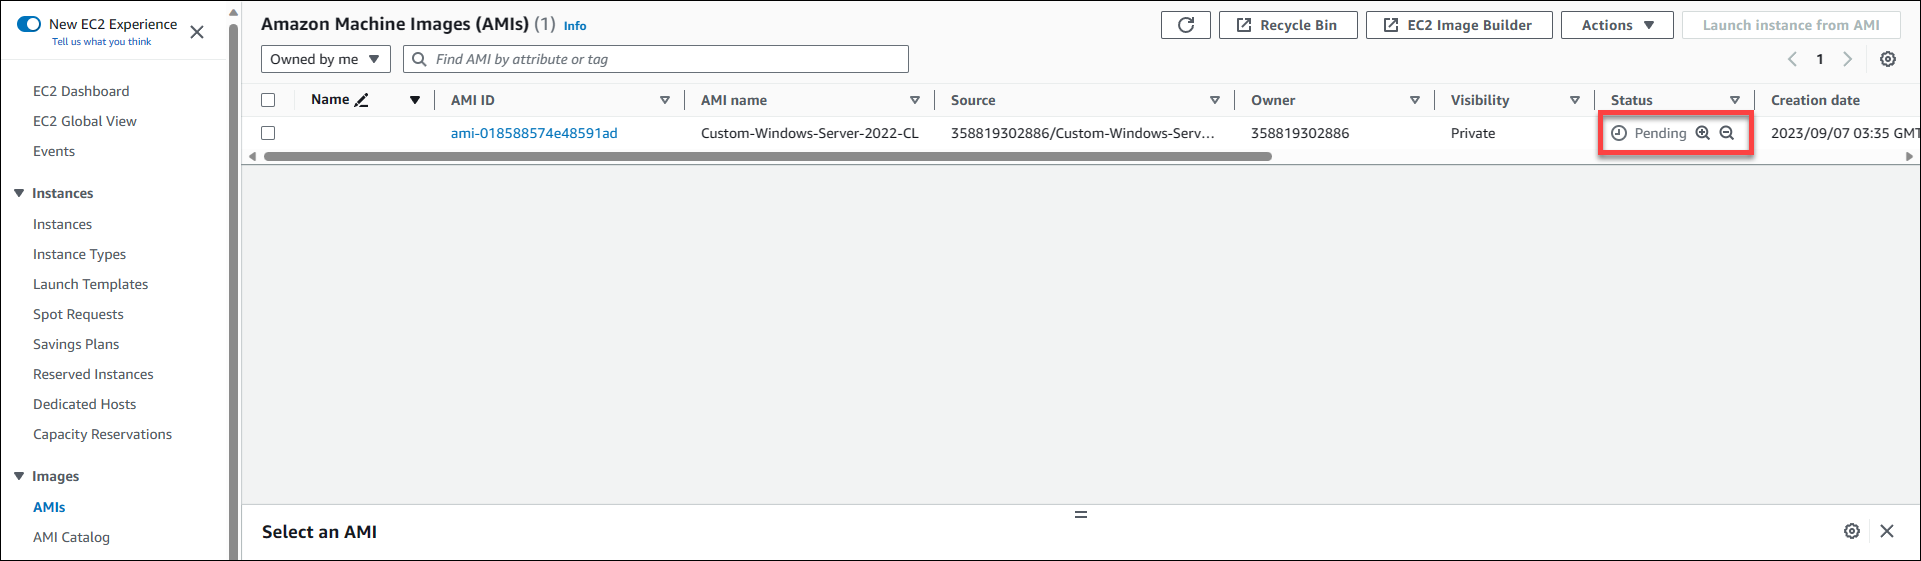 New EC2 Experience
Tell us what you think
EC2 Dashboard
EC2 Global View
Events
Instances
Instances
Instance Types
Launch Templates
Spot Requests
Savings Plans
Reserved Instances
Dedicated Hosts
Capacity Reservations
Images
AMIs
AMI Catalog
Amazon Machine Images (AMIs) (1) Info
Recycle Bin
EC2 Image Builder
Actions
Launch instance from AMI
Owned by me
Find AMI by attribute or tag
1
Name AMI ID AMI name Source Owner Visibility Status Creation date
ami-018588574e48591ad Custom-Windows-Server-2022-CL 358819302886/Custom-Windows-Serv... 358819302886 Private Pending 2023/09/07 03:35 GMT
Select an AMI